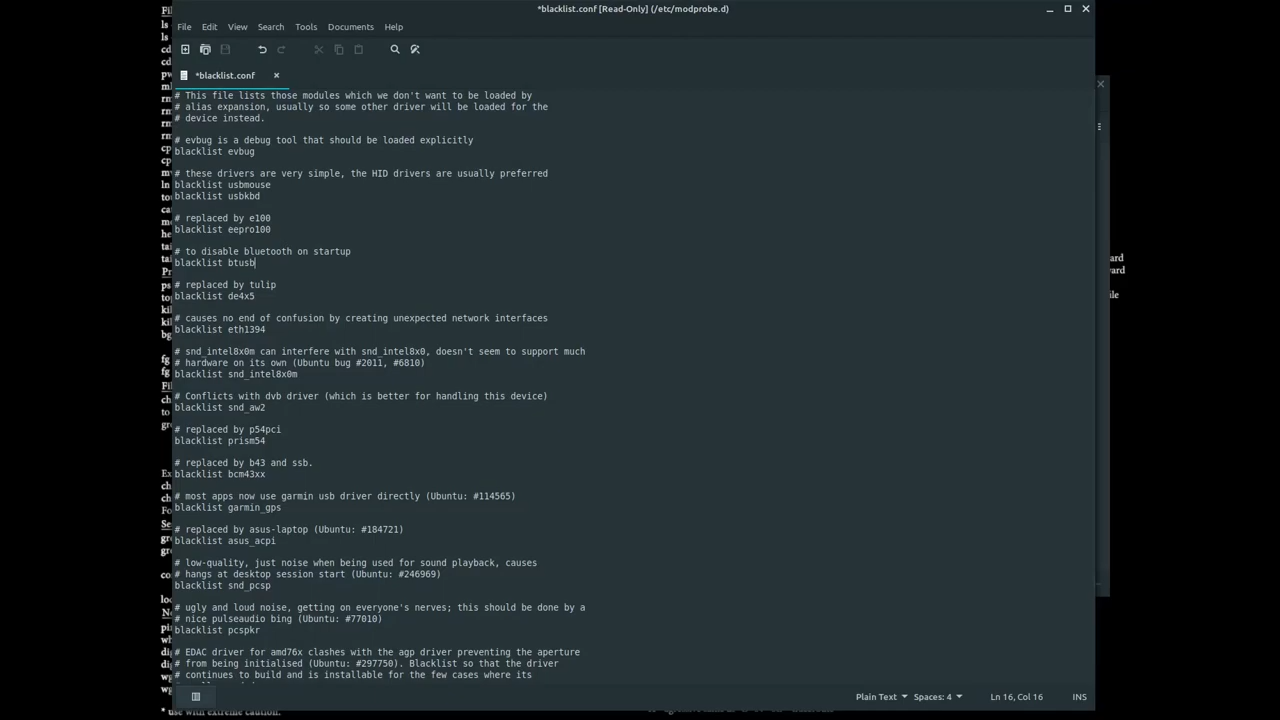 *blacklist.conf [Read-Only] (/etc/modprobe.d)
File Edit View Search Tools Documents Help
*blacklist.conf
# This file lists those modules which we don't want to be loaded by
# alias expansion, usually so some other driver will be loaded for the
# device instead.
# evbug is a debug tool that should be loaded explicitly
blacklist evbug
# these drivers are very simple, the HID drivers are usually preferred
blacklist usbmouse
blacklist usbkbd
# replaced by e100
blacklist eepro100
# to disable bluetooth on startup
blacklist btusb
# replaced by tulip
blacklist de4x5
# causes no end of confusion by creating unexpected network interfaces
blacklist eth1394
# snd_intel8x0m can interfere with snd_intel8x0, doesn't seem to support much
# hardware on its own (Ubuntu bug #2011, #6810)
blacklist snd_intel8x0m
# Conflicts with dvb driver (which is better for handling this device)
blacklist snd_aw2
# replaced by p54pci
blacklist prism54
# replaced by b43 and ssb.
blacklist bcm43xx
# most apps now use garmin usb driver directly (Ubuntu: #114565)
blacklist garmin_gps
# replaced by asus-laptop (Ubuntu: #184721)
blacklist asus_acpi
# low-quality, just noise when being used for sound playback, causes
# hangs at desktop session start (Ubuntu: #246969)
blacklist snd_pcsp
# ugly and loud noise, getting on everyone's nerves; this should be done by a
# nice pulseaudio bing (Ubuntu: #77010)
blacklist pcspkr
# EDAC driver for amd76x clashes with the agp driver preventing the aperture
# from being initialised (Ubuntu: #297750). Blacklist so that the driver
# continues to build and is installable for the few cases where its
Plain Text Spaces: 4 Ln 16, Col 16 INS
* use with extreme caution.